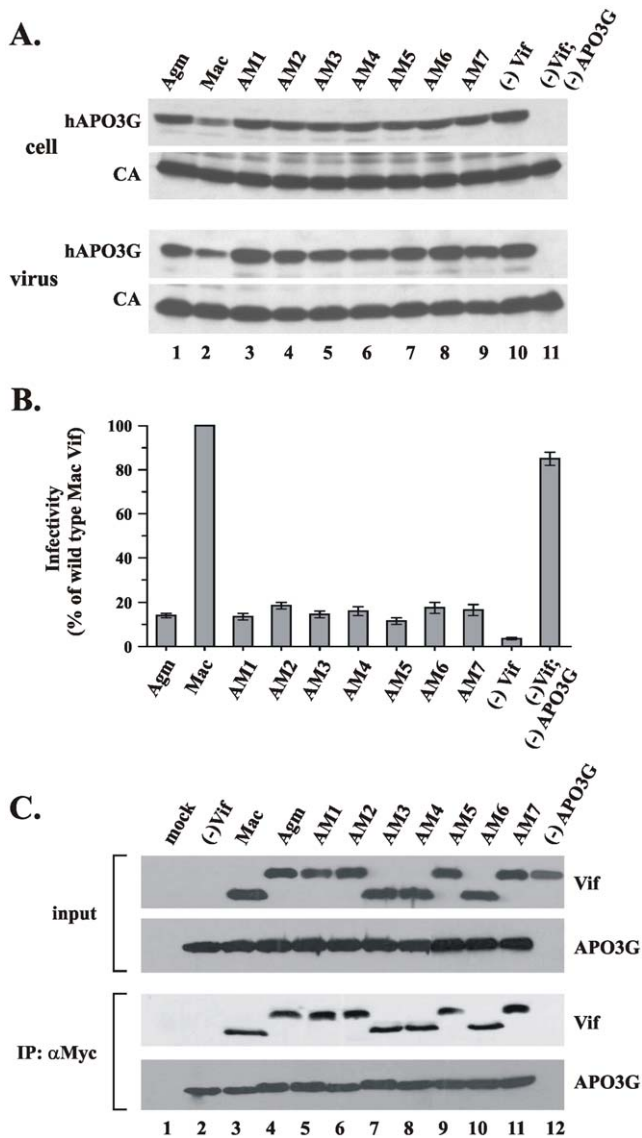 A.
Agm Mac AM1 AM2 AM3 AM4 AM5 AM6 AM7 (-) Vif (-)Vif; (-) APO3G
hAPO3G
cell
CA
hAPO3G
virus
CA
1 2 3 4 5 6 7 8 9 10 11
B.
Infectivity
(% of wild type Mac Vif)
100
80
60
40
20
0
Agm Mac AM1 AM2 AM3 AM4 AM5 AM6 AM7 (-) Vif (-) Vif; (-) APO3G
C.
mock (-)Vif Mac Agm AM1 AM2 AM3 AM4 AM5 AM6 AM7 (-) APO3G
input
Vif
APO3G
IP: αMyc
Vif
APO3G
1 2 3 4 5 6 7 8 9 10 11 12